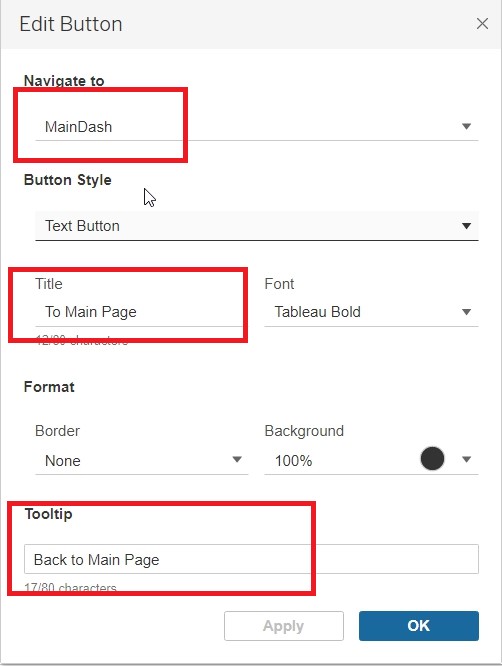 Edit Button
Navigate to
MainDash
Button Style
Text Button
Title Font
To Main Page Tableau Bold
12/80 characters
Format
Border Background
None 100%
Tooltip
Back to Main Page
17/80 characters
Apply OK